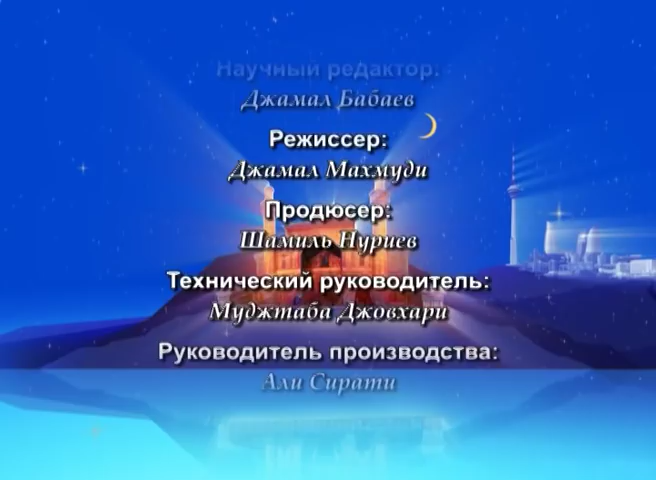 Научный редактор:
Джамал Бабаев
Режиссер:
Джамал Махмуди
Продюсер:
Шамиль Нуриев
Технический руководитель:
Муджтаба Джовхари
Руководитель производства:
Али Сирати